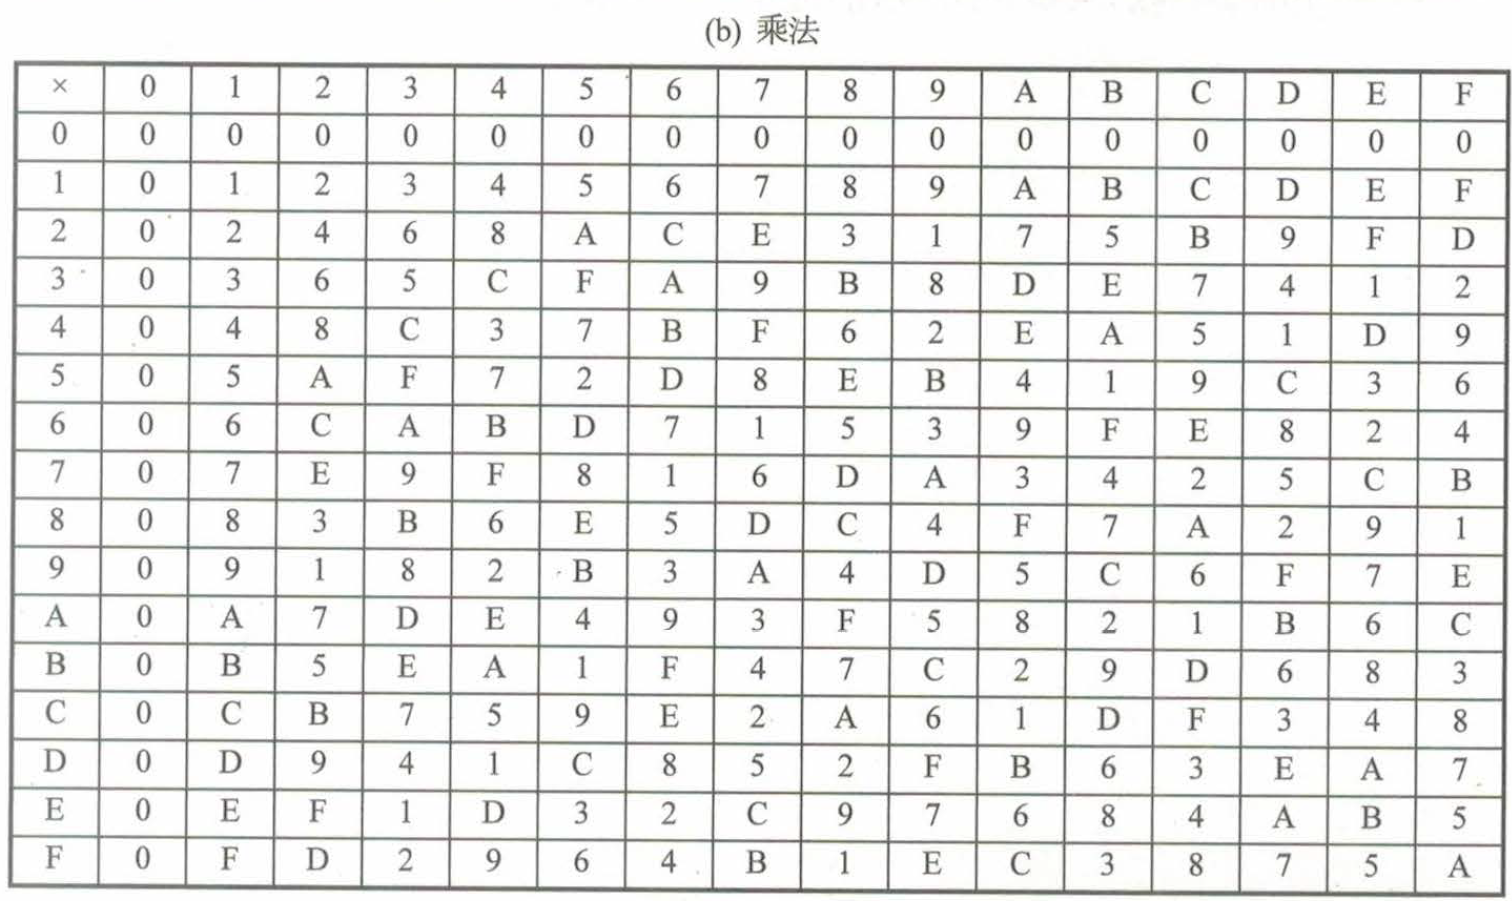 (b) 乘法
× 0 1 2 3 4 5 6 7 8 9 A B C D E F
0 0 0 0 0 0 0 0 0 0 0 0 0 0 0 0 0
1 0 1 2 3 4 5 6 7 8 9 A B C D E F
2 0 2 4 6 8 A C E 3 1 7 5 B 9 F D
3 0 3 6 5 C F A 9 B 8 D E 7 4 1 2
4 0 4 8 C 3 7 B F 6 2 E A 5 1 D 9
5 0 5 A F 7 2 D 8 E B 4 1 9 C 3 6
6 0 6 C A B D 7 1 5 3 9 F E 8 2 4
7 0 7 E 9 F 8 1 6 D A 3 4 2 5 C B
8 0 8 3 B 6 E 5 D C 4 F 7 A 2 9 1
9 0 9 1 8 2 B 3 A 4 D 5 C 6 F 7 E
A 0 A 7 D E 4 9 3 F 5 8 2 1 B 6 C
B 0 B 5 E A 1 F 4 7 C 2 9 D 6 8 3
C 0 C B 7 5 9 E 2 A 6 1 D F 3 4 8
D 0 D 9 4 1 C 8 5 2 F B 6 3 E A 7
E 0 E F 1 D 3 2 C 9 7 6 8 4 A B 5
F 0 F D 2 9 6 4 B 1 E C 3 8 7 5 A